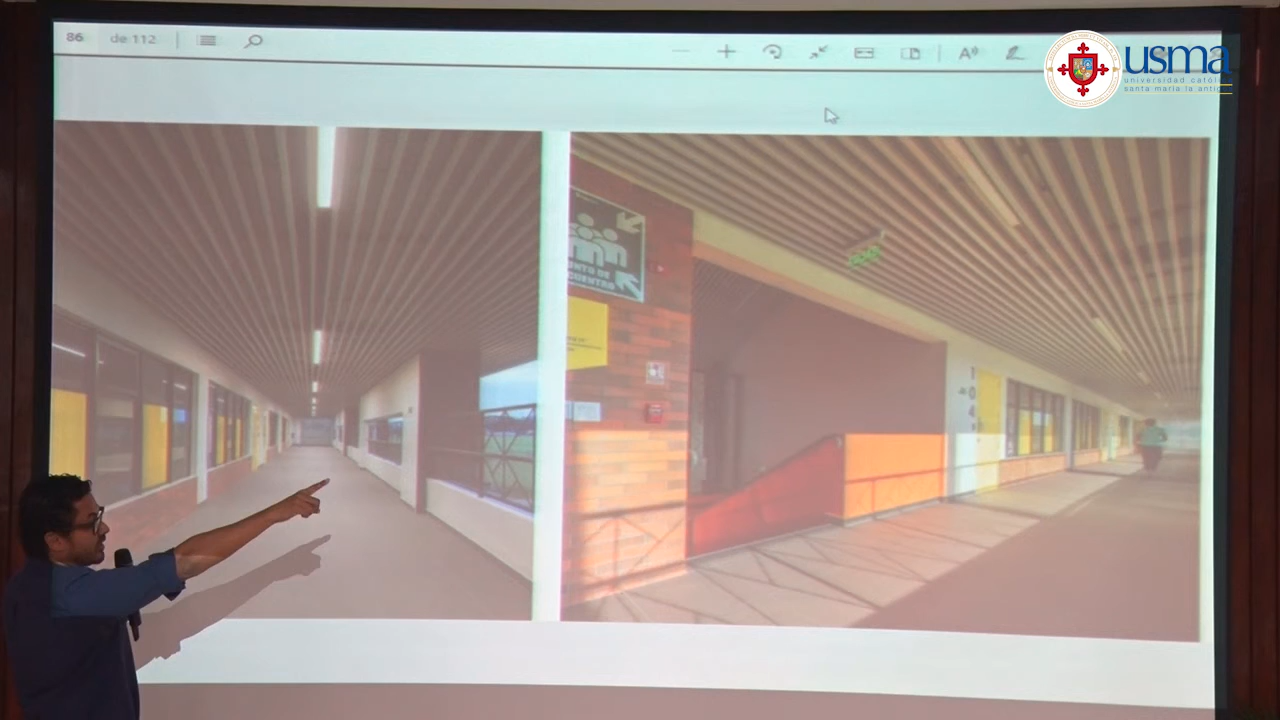 86 de 112
A
usma
universidad católica
santa maría la antigua
PUNTO DE
ENCUENTRO
104